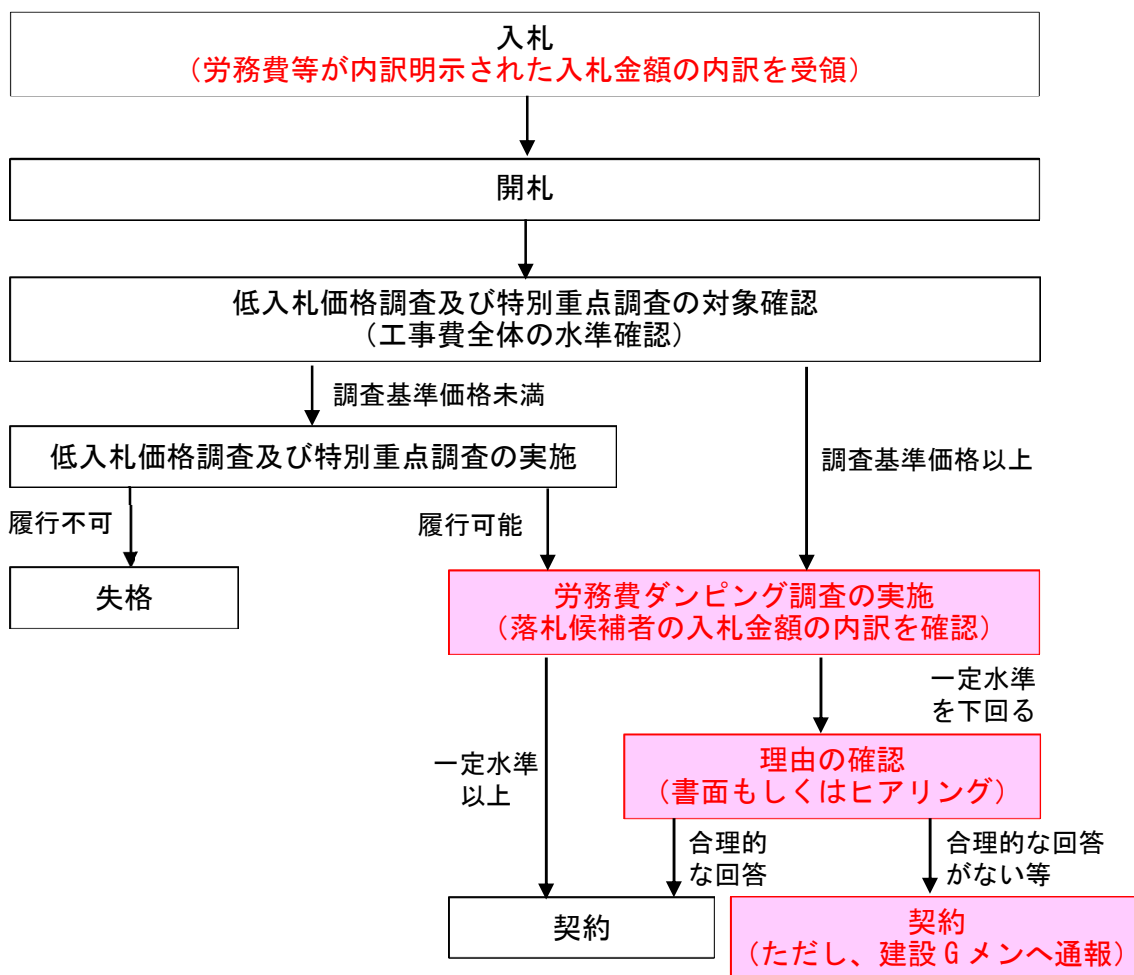 入札
（労務費等が内訳明示された入札金額の内訳を受領）
開札
低入札価格調査及び特別重点調査の対象確認
（工事費全体の水準確認）
調査基準価格未満
低入札価格調査及び特別重点調査の実施
調査基準価格以上
履行不可
履行可能
失格
労務費ダンピング調査の実施
（落札候補者の入札金額の内訳を確認）
一定水準
を下回る
一定水準
以上
理由の確認
（書面もしくはヒアリング）
合理的
な回答
合理的な回答
がない等
契約
契約
（ただし、建設Gメンへ通報）